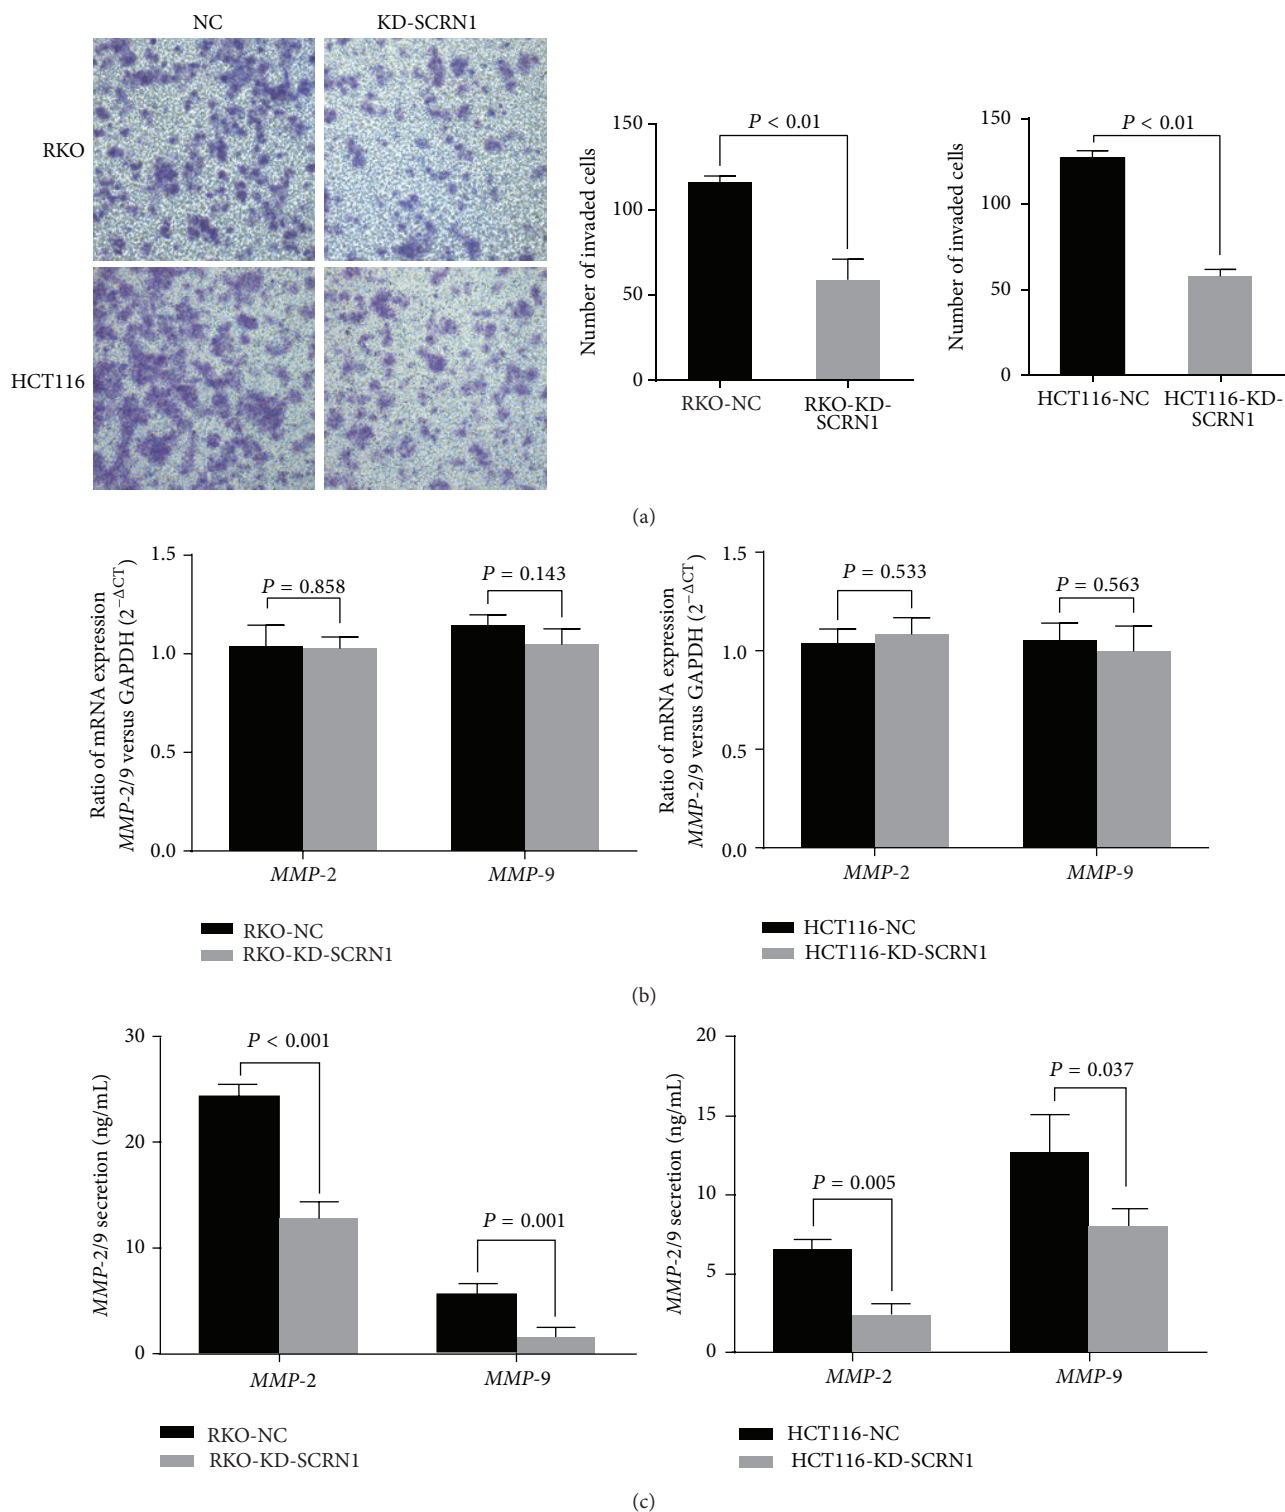 NC
KD-SCRN1
RKO
HCT116
Number of invaded cells
150
100
50
0
P < 0.01
RKO-NC
RKO-KD-
SCRN1
Number of invaded cells
150
100
50
0
P < 0.01
HCT116-NC
HCT116-KD-
SCRN1
(a)
Ratio of mRNA expression
MMP-2/9 versus GAPDH (2^−ΔCT)
1.5
1.0
0.5
0.0
P = 0.858
P = 0.143
MMP-2
MMP-9
RKO-NC
RKO-KD-SCRN1
Ratio of mRNA expression
MMP-2/9 versus GAPDH (2^−ΔCT)
1.5
1.0
0.5
0.0
P = 0.533
P = 0.563
MMP-2
MMP-9
HCT116-NC
HCT116-KD-SCRN1
(b)
MMP-2/9 secretion (ng/mL)
30
20
10
0
P < 0.001
P = 0.001
MMP-2
MMP-9
RKO-NC
RKO-KD-SCRN1
MMP-2/9 secretion (ng/mL)
20
15
10
5
0
P = 0.005
P = 0.037
MMP-2
MMP-9
HCT116-NC
HCT116-KD-SCRN1
(c)